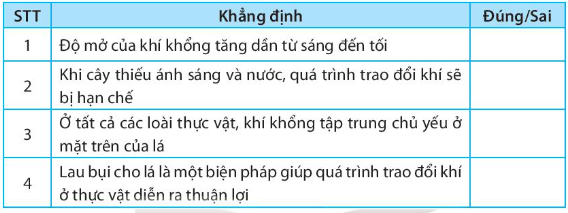 STT Khẳng định Đúng/Sai
1 Độ mở của khí khổng tăng dần từ sáng đến tối
2 Khi cây thiếu ánh sáng và nước, quá trình trao đổi khí sẽ
bị hạn chế
3 Ở tất cả các loài thực vật, khí khổng tập trung chủ yếu ở
mặt trên của lá
4 Lau bụi cho lá là một biện pháp giúp quá trình trao đổi khí
ở thực vật diễn ra thuận lợi